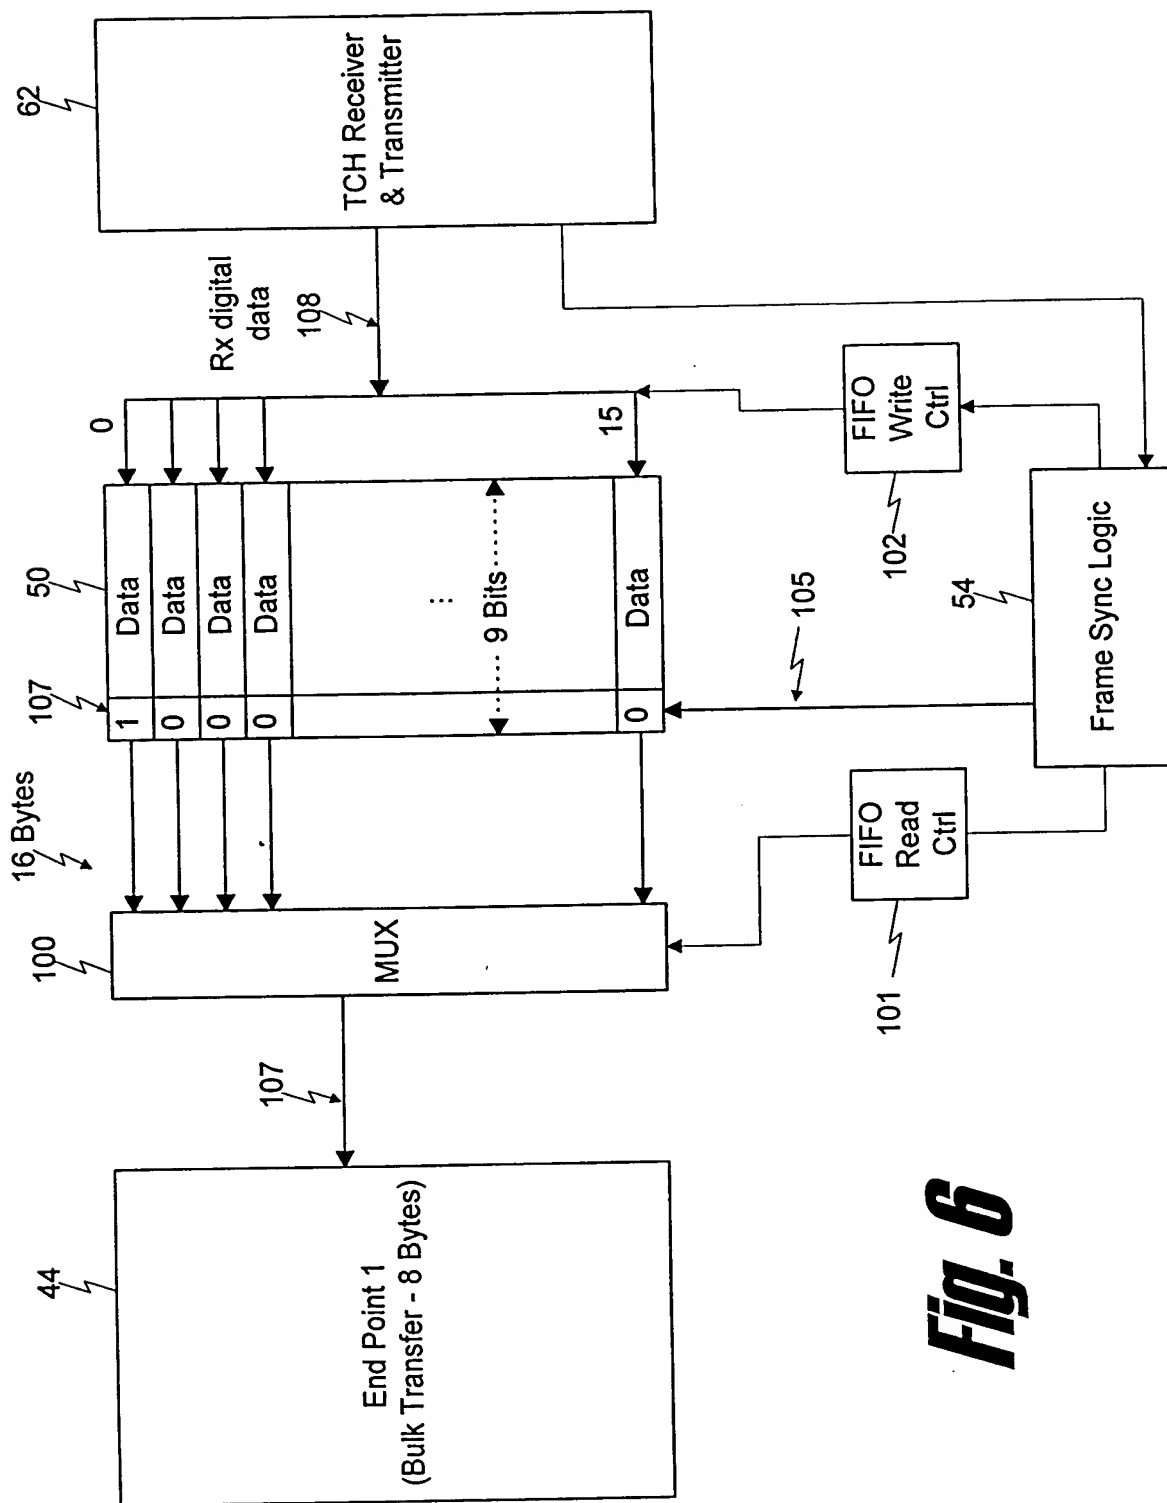 62
TCH Receiver
& Transmitter
Rx digital
data
108
0
15
50
107
1 Data
0 Data
0 Data
0 Data
...
9 Bits
0 Data
16 Bytes
105
FIFO
Write
Ctrl
102
54
Frame Sync Logic
FIFO
Read
Ctrl
101
100
MUX
107
44
End Point 1
(Bulk Transfer - 8 Bytes)
Fig. 6